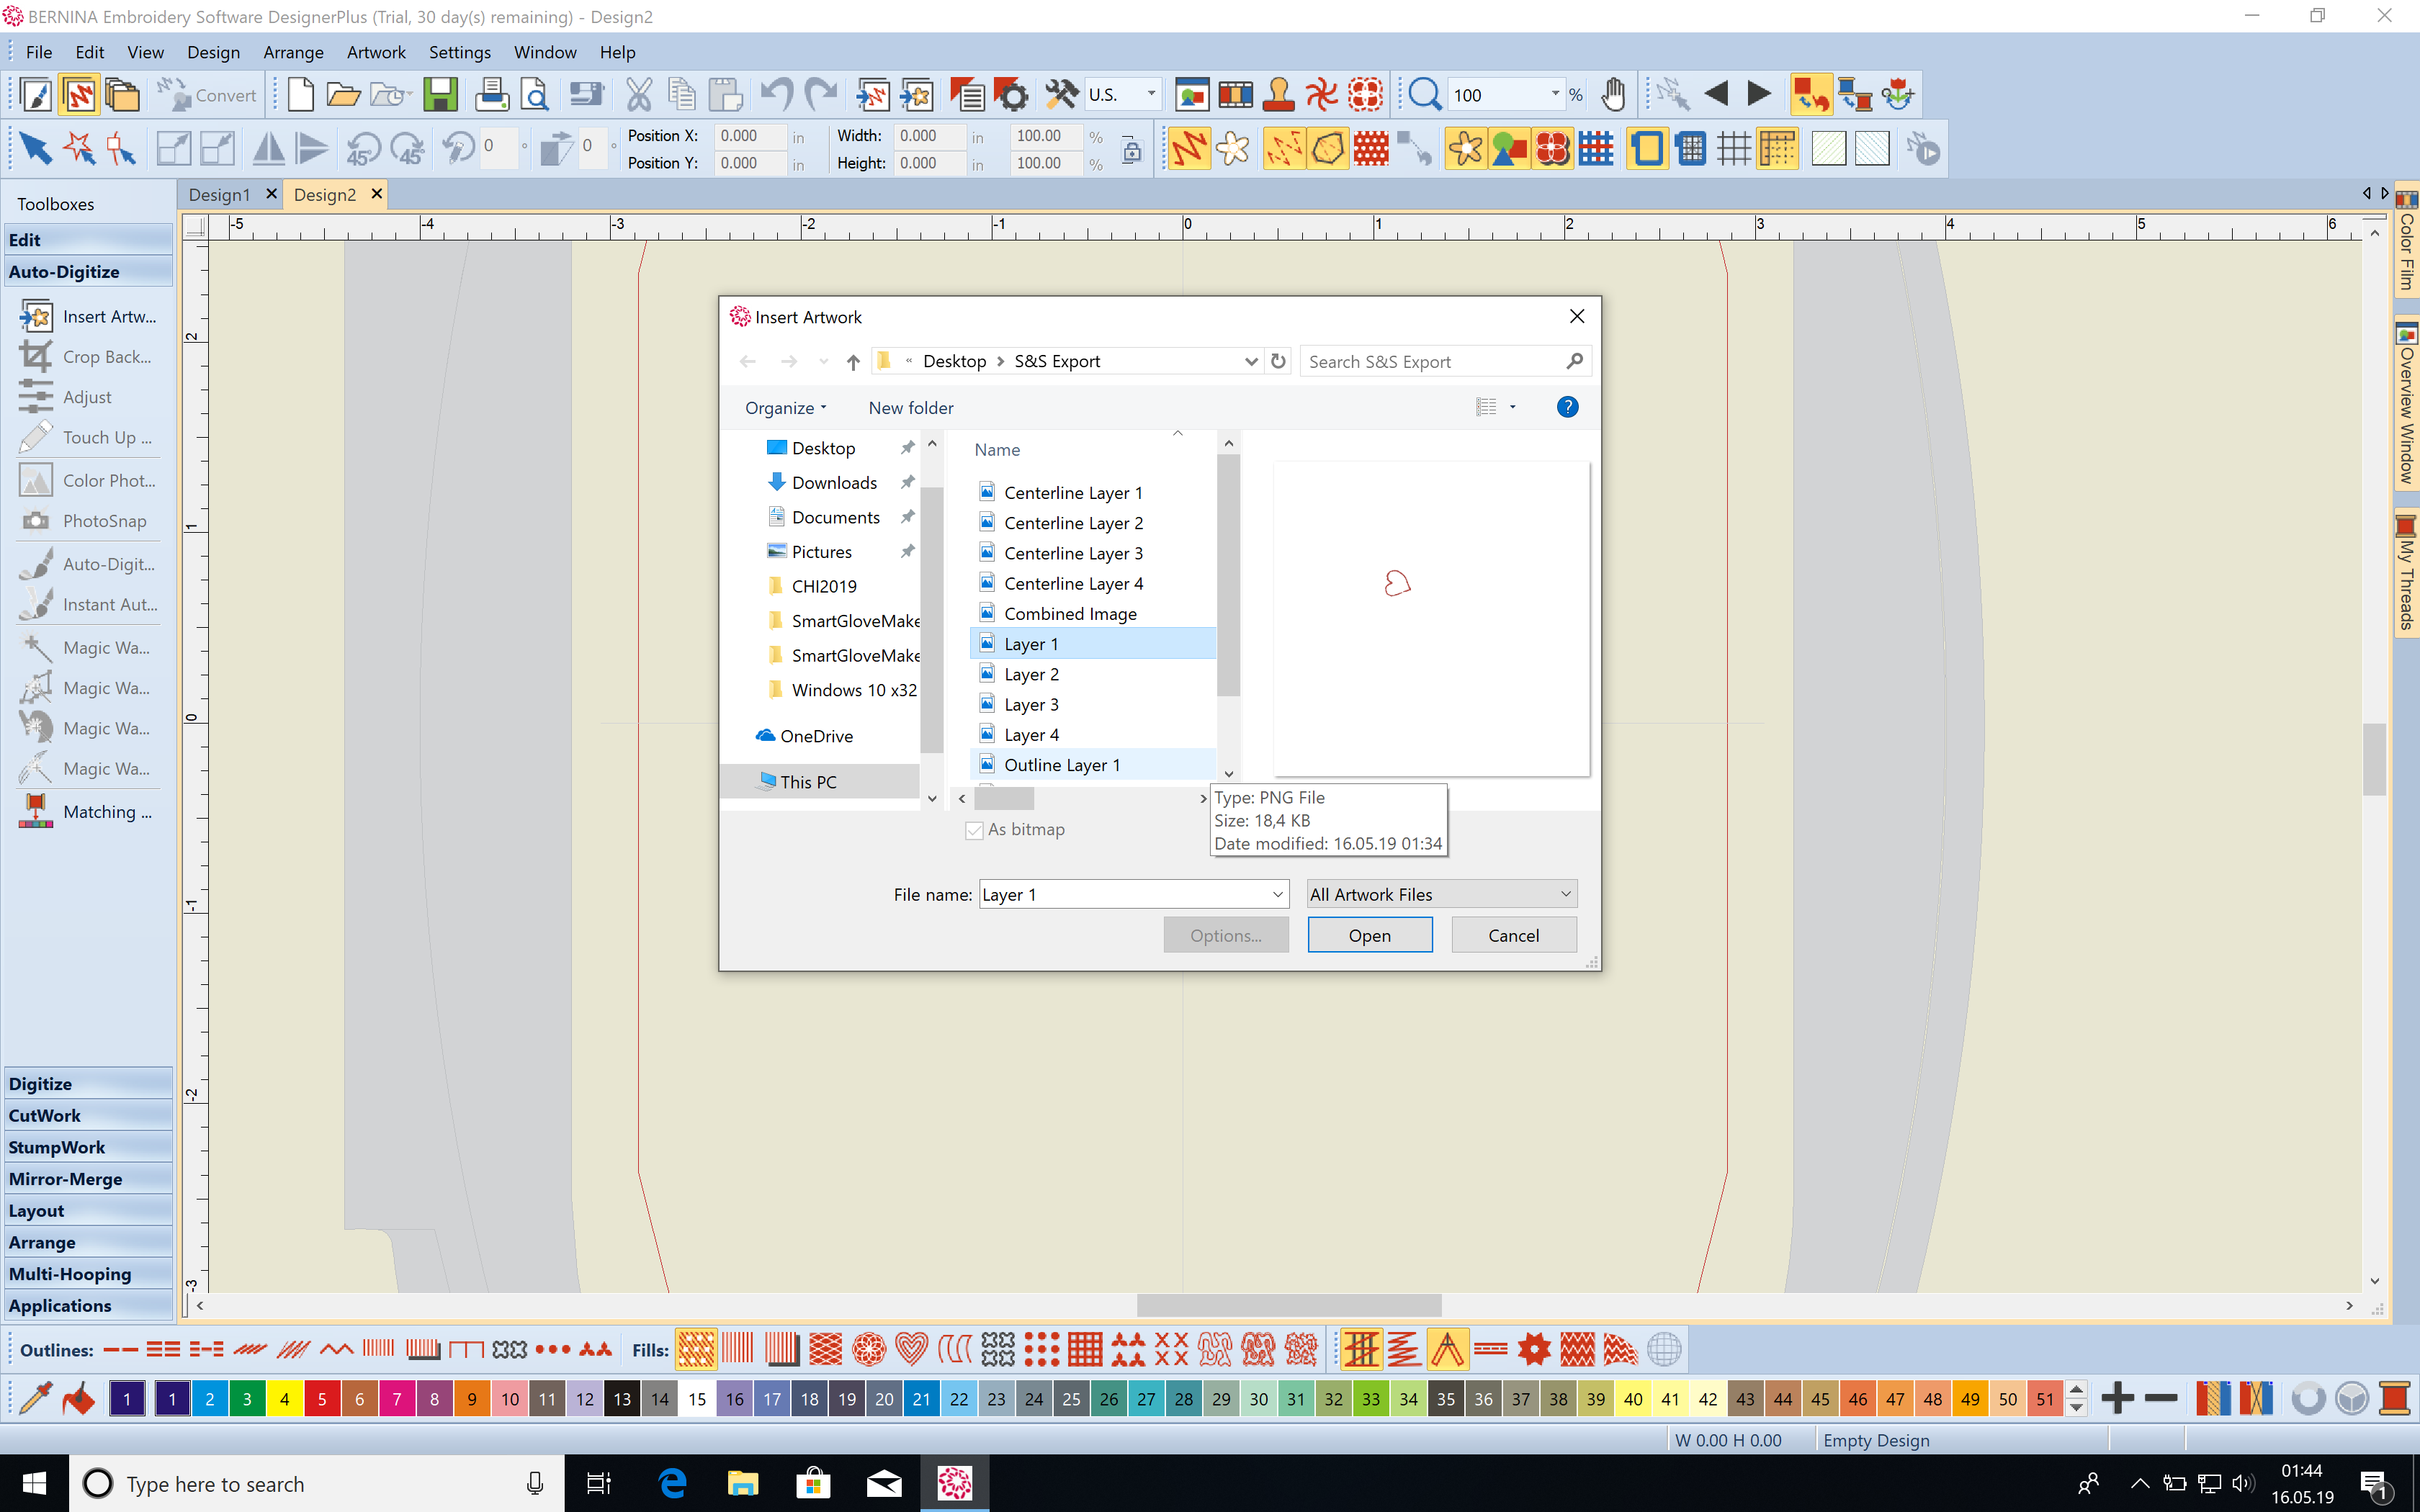 BERNINA Embroidery Software DesignerPlus (Trial, 30 day(s) remaining) - Design2
File Edit View Design Arrange Artwork Settings Window Help
Convert U.S. 100 %
45 45 0 ° 0 ° Position X: 0.000 in Width: 0.000 in 100.00 %
Position Y: 0.000 in Height: 0.000 in 100.00 %
Toolboxes
Design1 Design2
-5 -4 -3 -2 -1 0 1 2 3 4 5 6
2
1
0
-1
-2
-3
Edit
Auto-Digitize
Insert Artw...
Crop Back...
Adjust
Touch Up ...
Color Phot...
PhotoSnap
Auto-Digit...
Instant Aut...
Magic Wa...
Magic Wa...
Magic Wa...
Magic Wa...
Matching ...
Digitize
CutWork
StumpWork
Mirror-Merge
Layout
Arrange
Multi-Hooping
Applications
Color Film
Overview Window
My Threads
Insert Artwork
« Desktop > S&S Export
Search S&S Export
Organize New folder
?
Desktop
Downloads
Documents
Pictures
CHI2019
SmartGloveMake
SmartGloveMake
Windows 10 x32
OneDrive
This PC
Name
Centerline Layer 1
Centerline Layer 2
Centerline Layer 3
Centerline Layer 4
Combined Image
Layer 1
Layer 2
Layer 3
Layer 4
Outline Layer 1
Type: PNG File
Size: 18,4 KB
Date modified: 16.05.19 01:34
As bitmap
File name: Layer 1 All Artwork Files
Options... Open Cancel
Outlines: Fills:
1 1 2 3 4 5 6 7 8 9 10 11 12 13 14 15 16 17 18 19 20 21 22 23 24 25 26 27 28 29 30 31 32 33 34 35 36 37 38 39 40 41 42 43 44 45 46 47 48 49 50 51
W 0.00 H 0.00 Empty Design
Type here to search
01:44
16.05.19
1